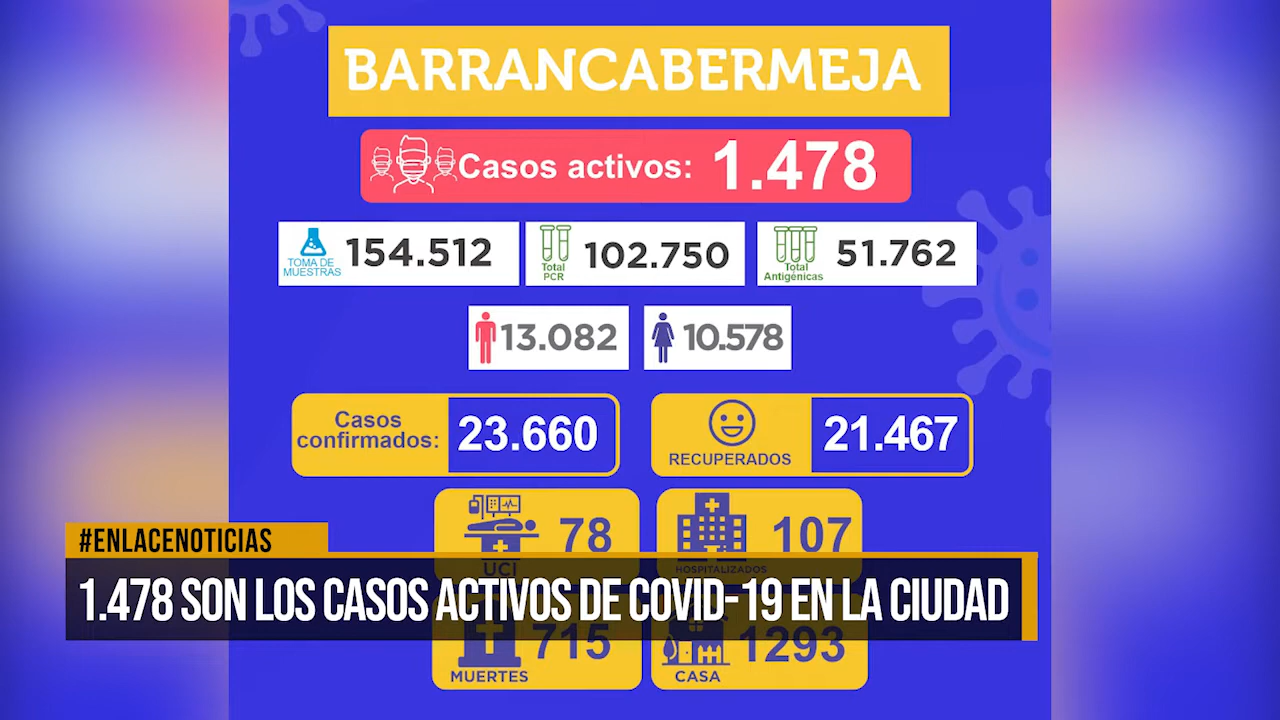 BARRANCABERMEJA
Casos activos: 1.478
TOMA DE
MUESTRAS
154.512
Total
PCR
102.750
Total
Antigénicas
51.762
13.082
10.578
Casos
confirmados:
23.660
RECUPERADOS
21.467
78
UCI
107
HOSPITALIZADOS
#ENLACENOTICIAS
1.478 SON LOS CASOS ACTIVOS DE COVID-19 EN LA CIUDAD
715
MUERTES
1293
CASA